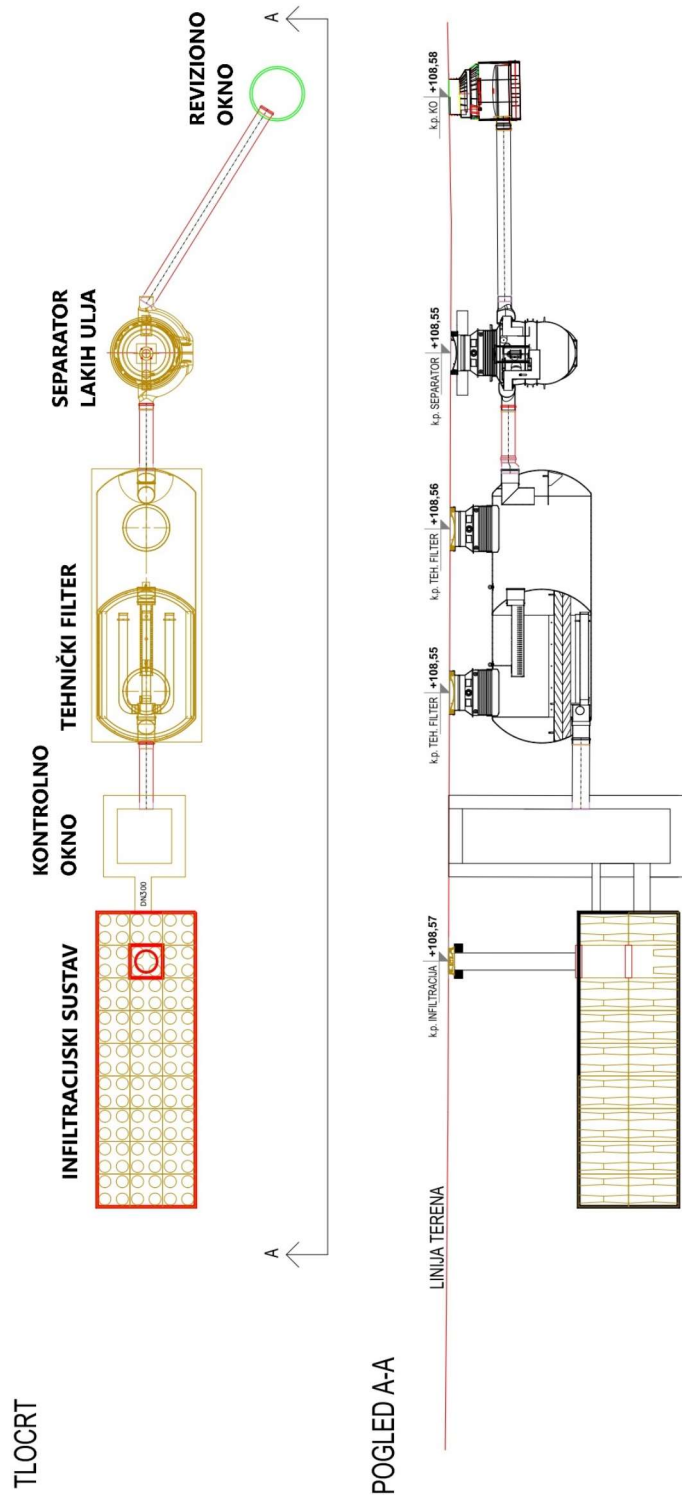 TLOCRT
INFILTRACIJSKI SUSTAV
KONTROLNO
OKNO
TEHNIČKI FILTER
SEPARATOR
LAKIH ULJA
REVIZIONO
OKNO
DN300
A
A
POGLED A-A
LINIJA TERENA
k.p. INFILTRACIJA +108,57
k.p. TEH. FILTER +108,55
k.p. TEH. FILTER +108,56
k.p. SEPARATOR +108,55
k.p. KO +108,58